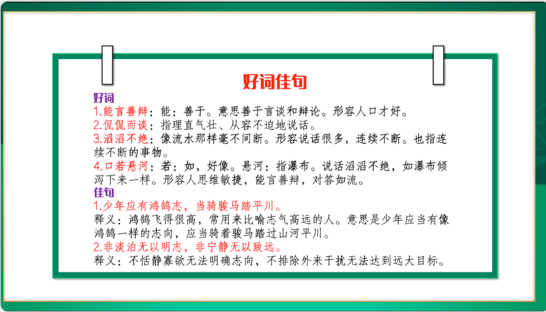 好词佳句
好词
1.能言善辩：能：善于。意思善于言谈和辩论。形容人口才好。
2.侃侃而谈：指理直气壮、从容不迫地说话。
3.滔滔不绝：像流水那样毫不间断。形容说话很多，连续不断。也指连
续不断的事物。
4.口若悬河：若：如，好像。悬河：指瀑布。说话滔滔不绝，如瀑布倾
泻下来一样。形容人思维敏捷，能言善辩，对答如流。
佳句
1.少年应有鸿鹄志，当骑骏马踏平川。
释义：鸿鹄飞得很高，常用来比喻志气高远的人。意思是少年应当有像
鸿鹄一样的志向，应当骑着骏马踏过山河平川。
2.非淡泊无以明志，非宁静无以致远。
释义：不恬静寡欲无法明确志向，不排除外来干扰无法达到远大目标。